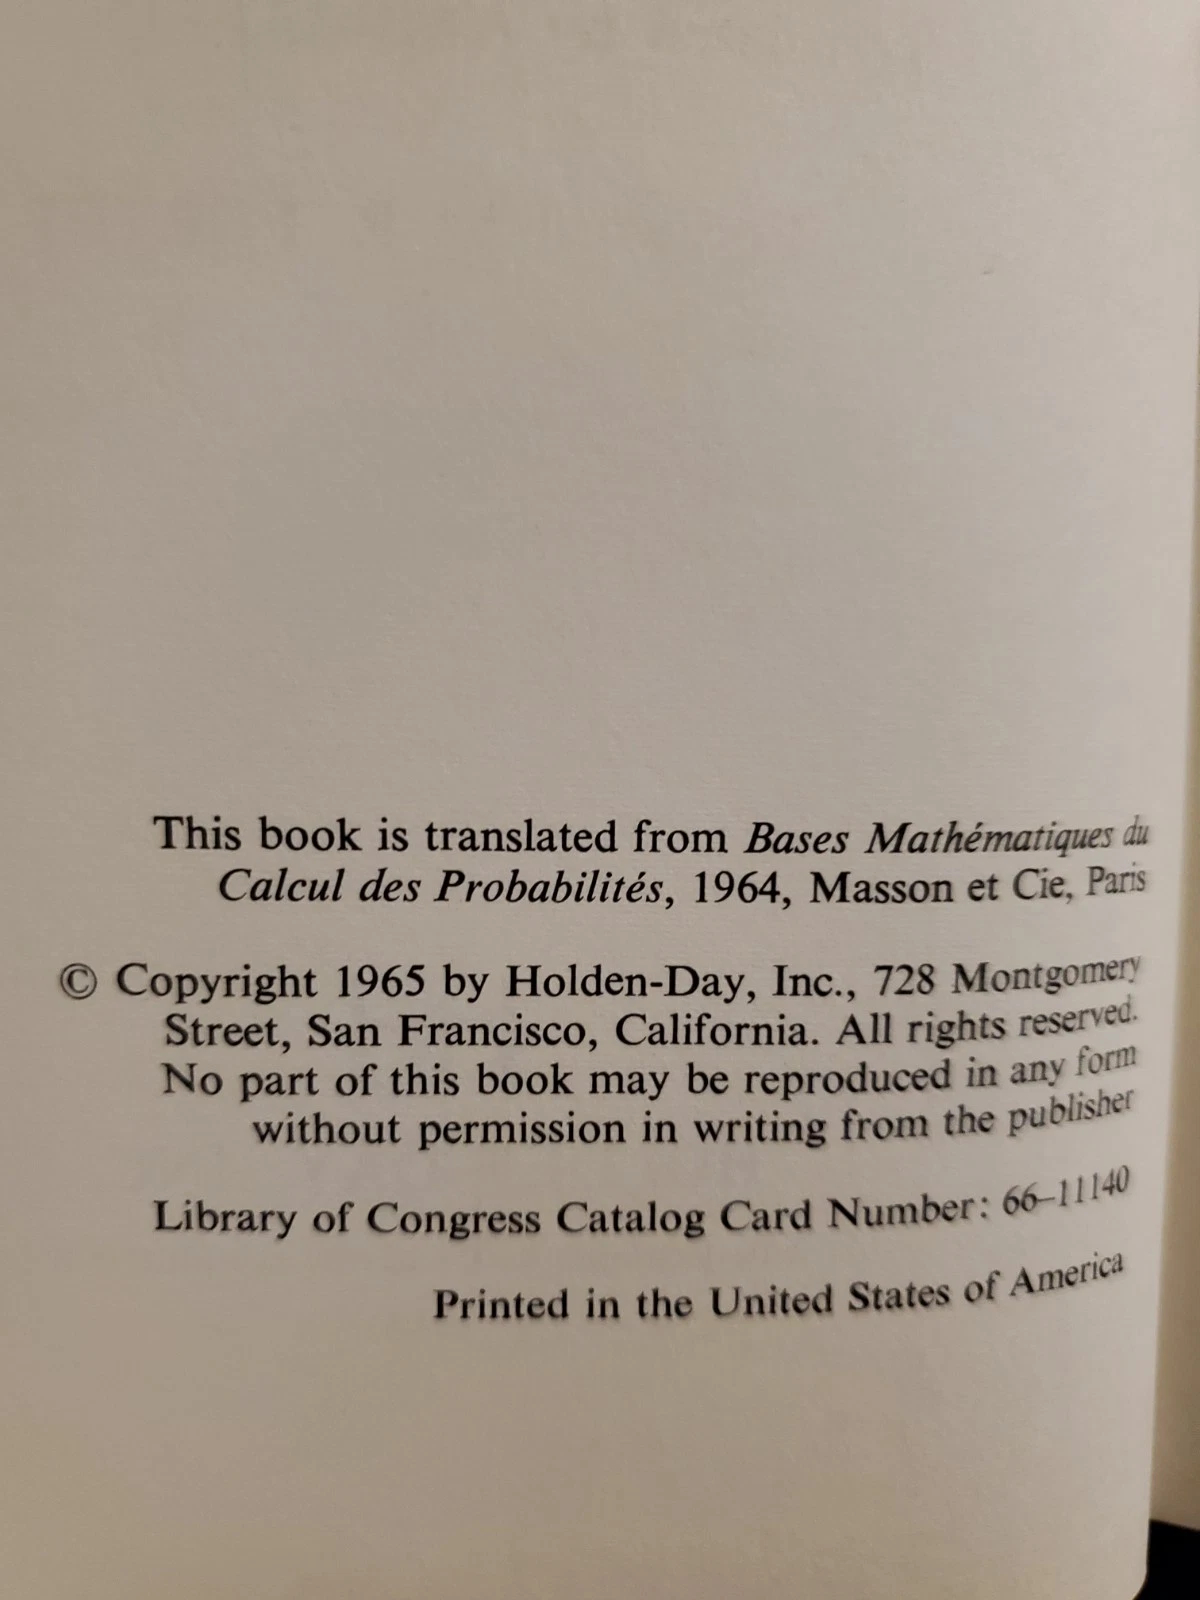 This book is translated from Bases Mathématiques du
Calcul des Probabilités, 1964, Masson et Cie, Paris
© Copyright 1965 by Holden-Day, Inc., 728 Montgomery
Street, San Francisco, California. All rights reserved.
No part of this book may be reproduced in any form
without permission in writing from the publisher
Library of Congress Catalog Card Number: 66–11140
Printed in the United States of America